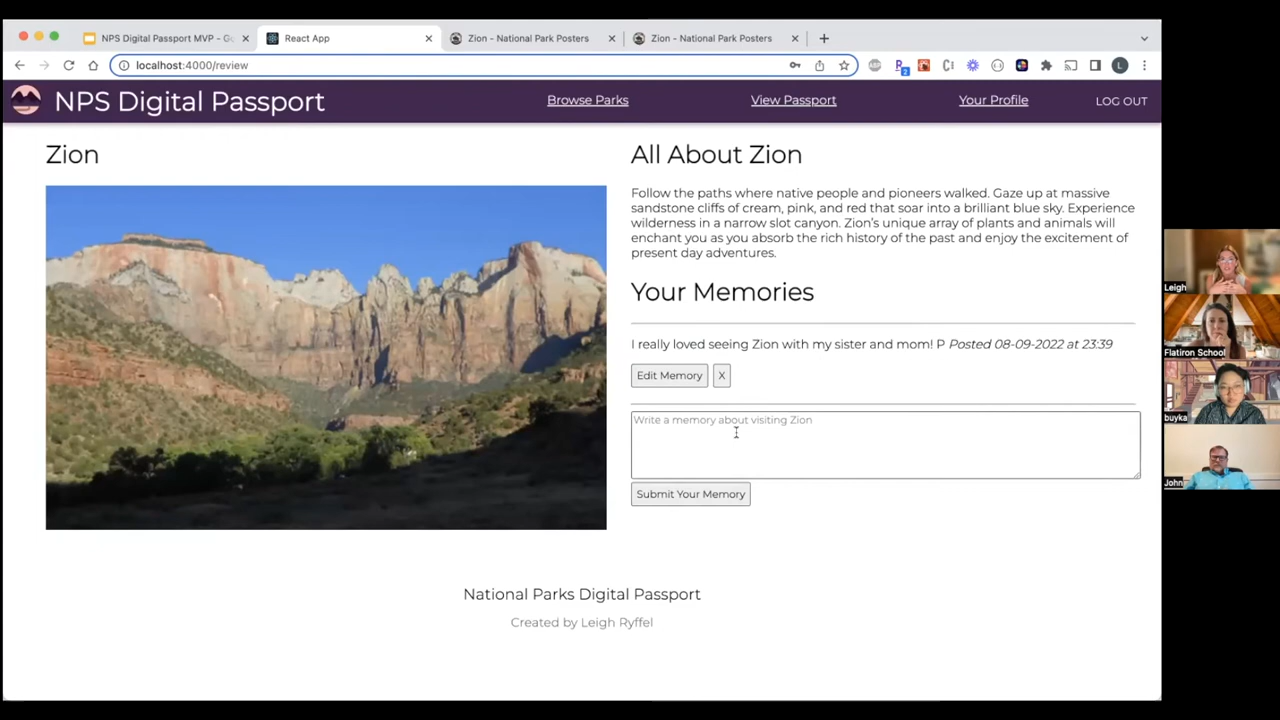 NPS Digital Passport MVP - Go
React App
Zion - National Park Posters
Zion - National Park Posters
localhost:4000/review
L
NPS Digital Passport
Browse Parks
View Passport
Your Profile
LOG OUT
Zion
All About Zion
Follow the paths where native people and pioneers walked. Gaze up at massive
sandstone cliffs of cream, pink, and red that soar into a brilliant blue sky. Experience
wilderness in a narrow slot canyon. Zion’s unique array of plants and animals will
enchant you as you absorb the rich history of the past and enjoy the excitement of
present day adventures.
Your Memories
I really loved seeing Zion with my sister and mom! P Posted 08-09-2022 at 23:39
Edit Memory
X
Write a memory about visiting Zion
Submit Your Memory
National Parks Digital Passport
Created by Leigh Ryffel
Leigh
Flatiron School
buyka
John